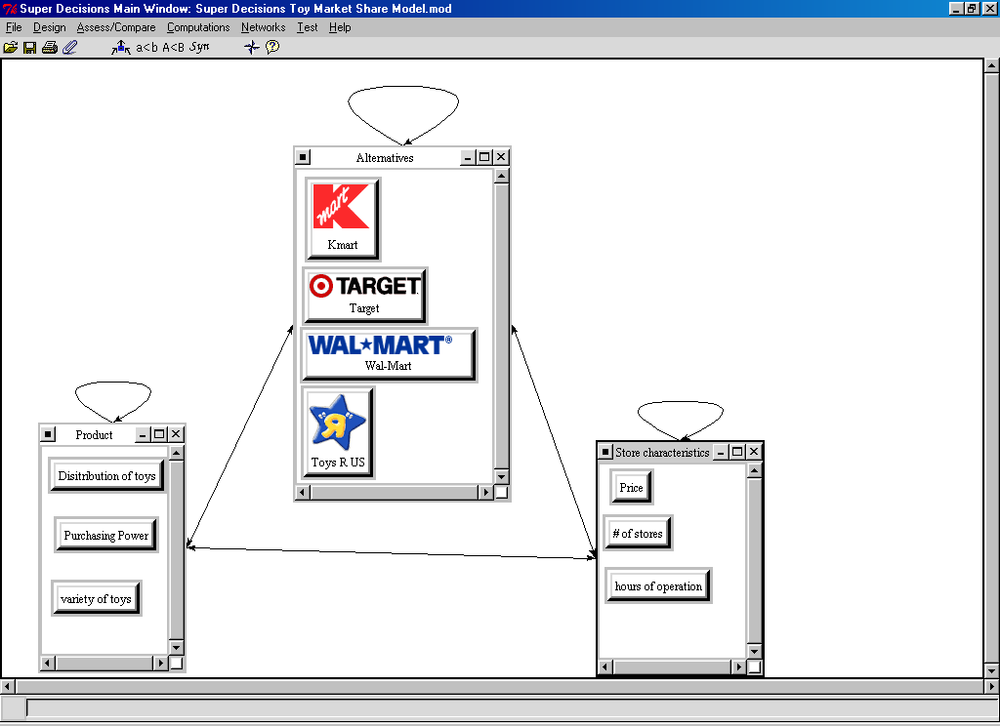 Super Decisions Main Window: Super Decisions Toy Market Share Model.mod
File Design Assess/Compare Computations Networks Test Help
a<b A<B Syn
Alternatives
mart K
Kmart
TARGET.
Target
WAL★MART®
Wal-Mart
"R"
Toys R US
Product
Disitribution of toys
Purchasing Power
variety of toys
Store characteristics
Price
# of stores
hours of operation